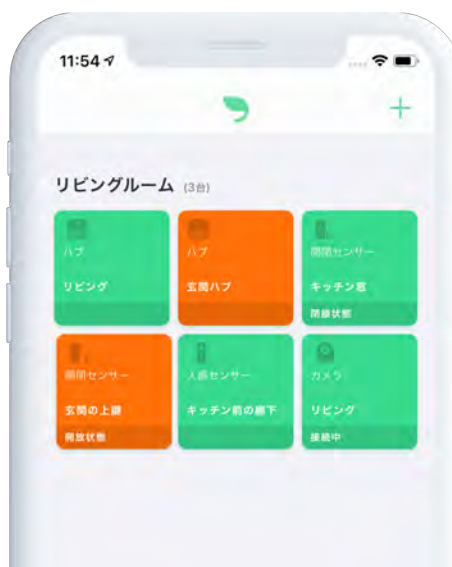 11:54
リビングルーム (3台)
ハブ
リビング
ハブ
玄関ハブ
開閉センサー
キッチン窓
閉鎖状態
開閉センサー
玄関の上鍵
開放状態
人感センサー
キッチン前の廊下
カメラ
リビング
接続中